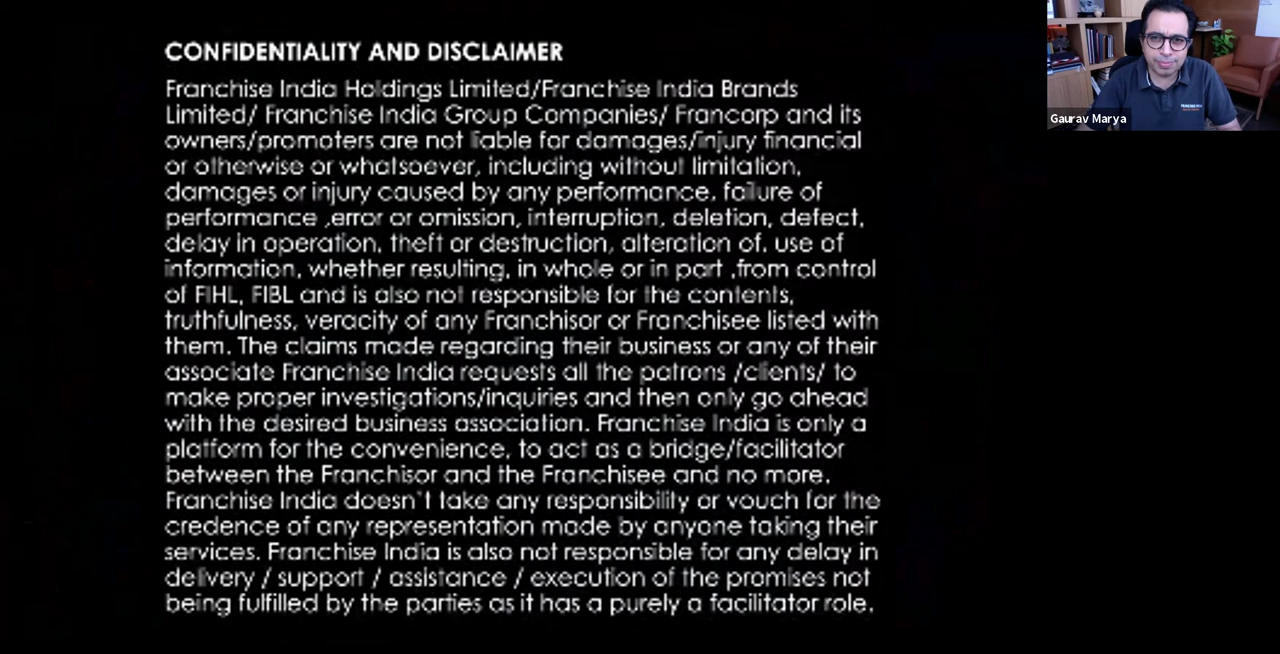 CONFIDENTIALITY AND DISCLAIMER
Franchise India Holdings Limited/Franchise India Brands
Limited/ Franchise India Group Companies/ Francorp and its
owners/promoters are not liable for damages/injury financial
or otherwise or whatsoever, including without limitation,
damages or injury caused by any performance, failure of
performance ,error or omission, interruption, deletion, defect,
delay in operation, theft or destruction, alteration of, use of
information, whether resulting, in whole or in part ,from control
of FIHL, FIBL and is also not responsible for the contents,
truthfulness, veracity of any Franchisor or Franchisee listed with
them. The claims made regarding their business or any of their
associate Franchise India requests all the patrons /clients/ to
make proper investigations/inquiries and then only go ahead
with the desired business association. Franchise India is only a
platform for the convenience, to act as a bridge/facilitator
between the Franchisor and the Franchisee and no more.
Franchise India doesn't take any responsibility or vouch for the
credence of any representation made by anyone taking their
services. Franchise India is also not responsible for any delay in
delivery / support / assistance / execution of the promises not
being fulfilled by the parties as it has a purely a facilitator role.
Gaurav Marya